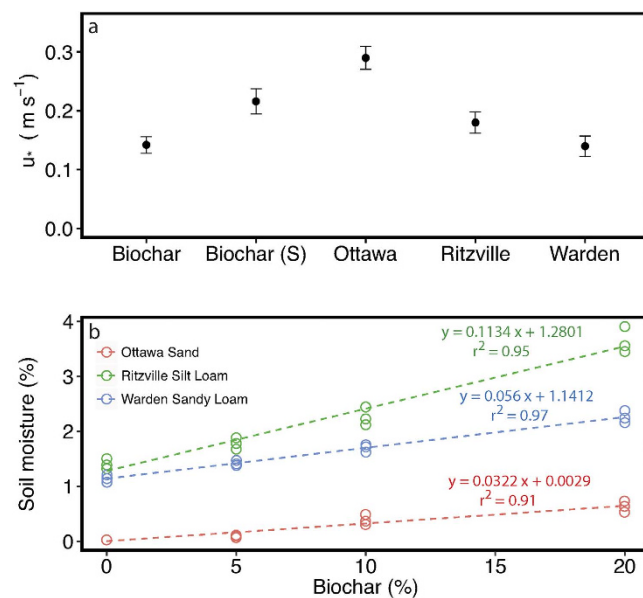 a
0.3
0.2
0.1
0.0
u* ( m s⁻¹)
Biochar Biochar (S) Ottawa Ritzville Warden
b
4
3
2
1
0
Soil moisture (%)
Ottawa Sand
Ritzville Silt Loam
Warden Sandy Loam
y = 0.1134 x + 1.2801
r² = 0.95
y = 0.056 x + 1.1412
r² = 0.97
y = 0.0322 x + 0.0029
r² = 0.91
0 5 10 15 20
Biochar (%)